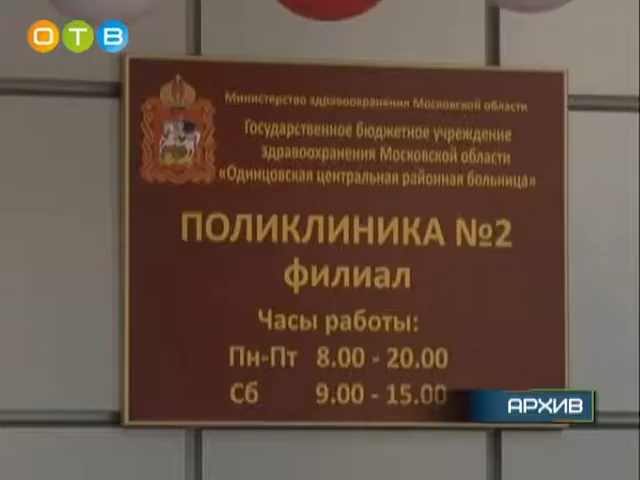 ОТВ
Министерство здравоохранения Московской области
Государственное бюджетное учреждение
здравоохранения Московской области
«Одинцовская центральная районная больница»
ПОЛИКЛИНИКА №2
филиал
Часы работы:
Пн-Пт 8.00 - 20.00
Сб 9.00 - 15.00
АРХИВ